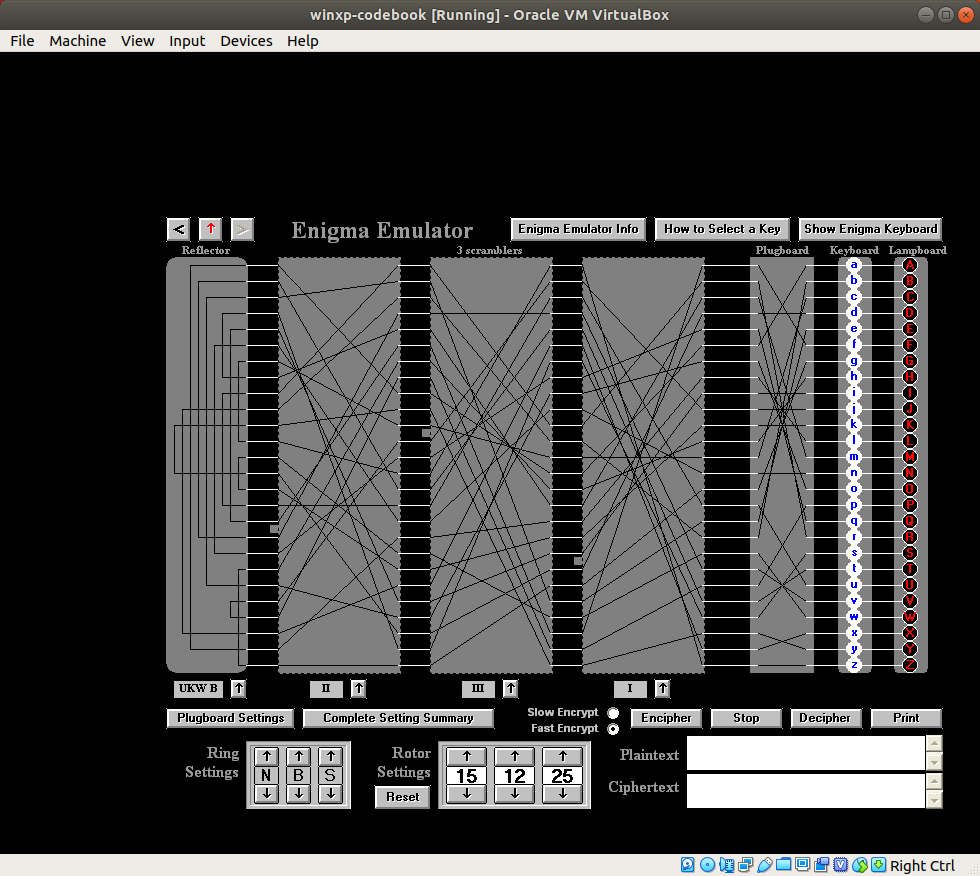 winxp-codebook [Running] - Oracle VM VirtualBox
File Machine View Input Devices Help
< ↑ > Enigma Emulator Enigma Emulator Info How to Select a Key Show Enigma Keyboard
Reflector 3 scramblers Plugboard Keyboard Lampboard
a A
b B
c C
d D
e E
f F
g G
h H
i I
j J
k K
l L
m M
n N
o O
p P
q Q
r R
s S
t T
u U
v V
w W
x X
y Y
z Z
UKW B ↑ II ↑ III ↑ I ↑
Plugboard Settings Complete Setting Summary Slow Encrypt Encipher Stop Decipher Print
Fast Encrypt
Ring Settings N B S Rotor Settings 15 12 25 Plaintext
Reset Ciphertext
Right Ctrl